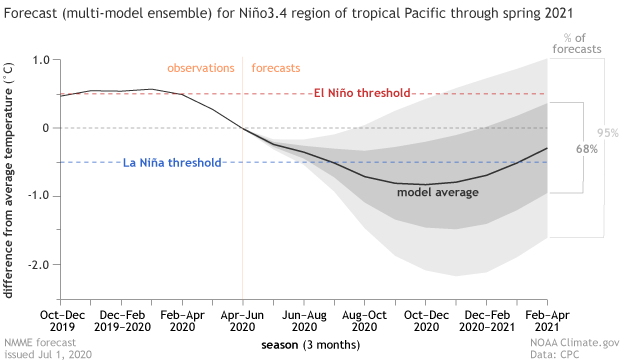 Forecast (multi-model ensemble) for Niño3.4 region of tropical Pacific through spring 2021
% of
forecasts
observations
forecasts
difference from average temperature (°C)
1.0
0
-1.0
-2.0
El Niño threshold
La Niña threshold
model average
95%
68%
Oct-Dec
2019
Dec-Feb
2019-2020
Feb-Apr
2020
Apr-Jun
2020
Jun-Aug
2020
Aug-Oct
2020
Oct-Dec
2020
Dec-Feb
2020-2021
Feb-Apr
2021
season (3 months)
NMME forecast
issued Jul 1, 2020
NOAA Climate.gov
Data: CPC